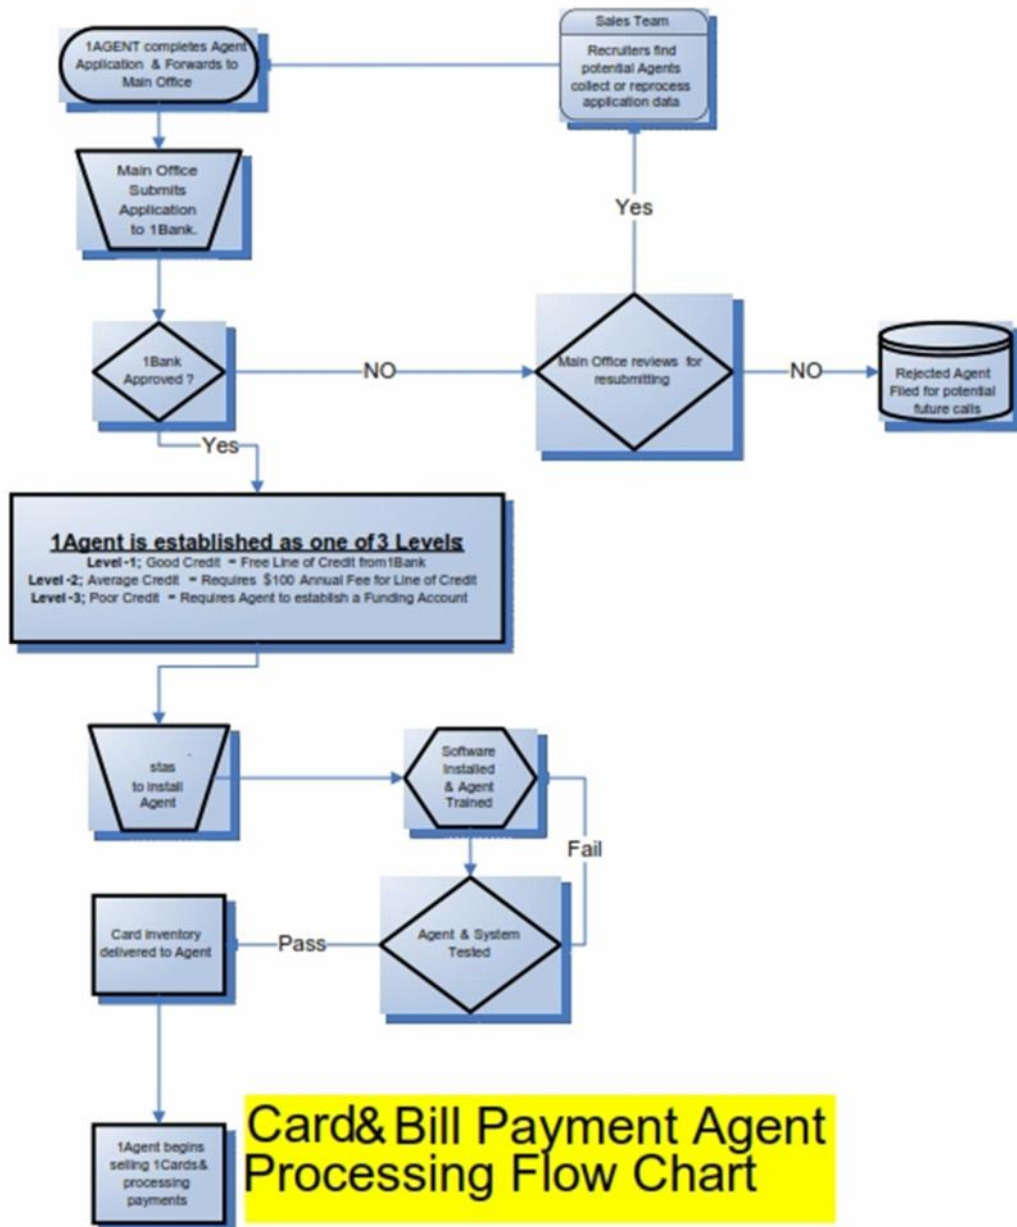 Sales Team
Recruiters find
potential Agents
collect or reprocess
application data
1AGENT completes Agent
Application & Forwards to
Main Office
Main Office
Submits
Application
to 1Bank.
Yes
1Bank
Approved ?
NO
Main Office reviews for
resubmitting
NO
Rejected Agent
Filed for potential
future calls
Yes
1Agent is established as one of 3 Levels
Level -1; Good Credit = Free Line of Credit from 1Bank
Level -2; Average Credit = Requires $100 Annual Fee for Line of Credit
Level -3; Poor Credit = Requires Agent to establish a Funding Account
stas
to install
Agent
Software
Installed
& Agent
Trained
Fail
Agent & System
Tested
Pass
Card inventory
delivered to Agent
1Agent begins
selling 1Cards &
processing
payments
Card & Bill Payment Agent
Processing Flow Chart